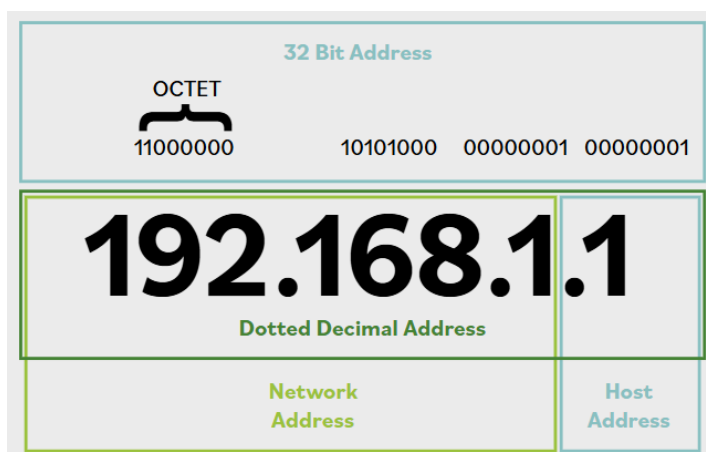 32 Bit Address
OCTET
11000000 10101000 00000001 00000001
192.168.1.1
Dotted Decimal Address
Network
Address
Host
Address